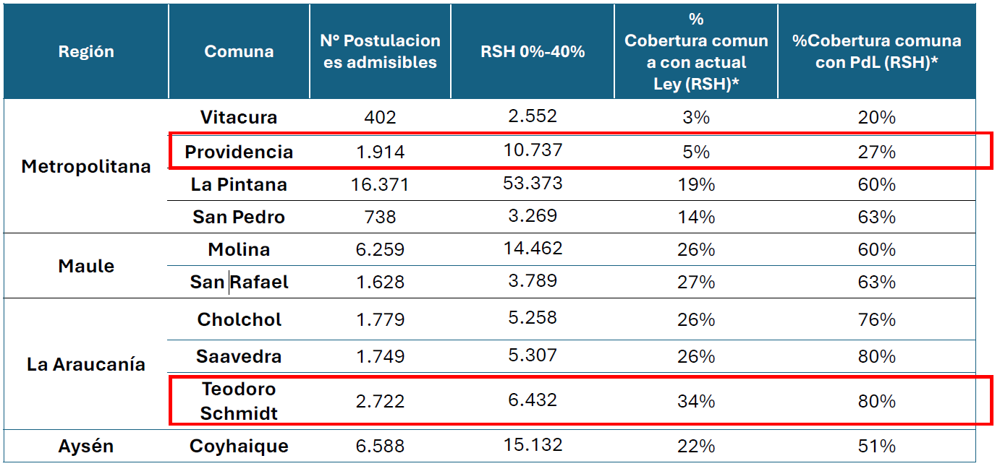 Región Comuna N° Postulacion es admisibles RSH 0%-40% % Cobertura comun a con actual Ley (RSH)* %Cobertura comuna con PdL (RSH)*
Metropolitana
Vitacura 402 2.552 3% 20%
Providencia 1.914 10.737 5% 27%
La Pintana 16.371 53.373 19% 60%
San Pedro 738 3.269 14% 63%
Maule
Molina 6.259 14.462 26% 60%
San Rafael 1.628 3.789 27% 63%
La Araucanía
Cholchol 1.779 5.258 26% 76%
Saavedra 1.749 5.307 26% 80%
Teodoro Schmidt 2.722 6.432 34% 80%
Aysén Coyhaique 6.588 15.132 22% 51%